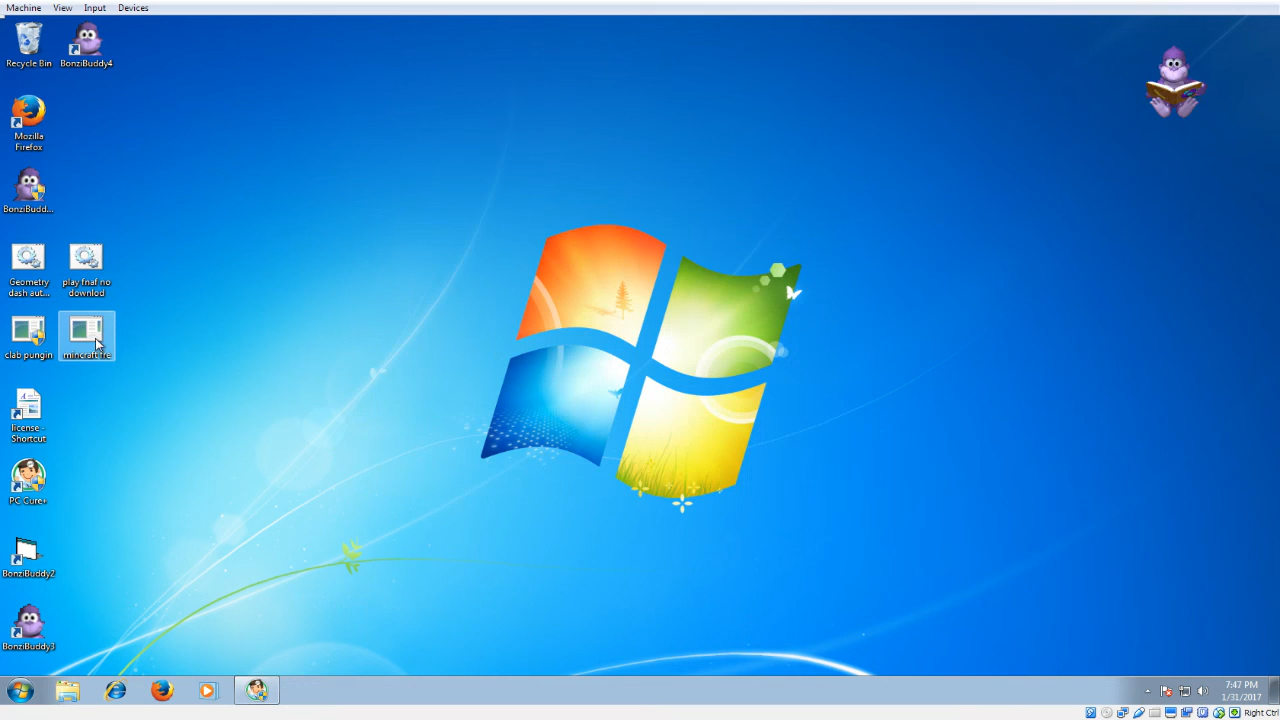 Machine View Input Devices
Recycle Bin
BonziBuddy4
Mozilla
Firefox
BonziBudd...
Geometry
dash aut...
play fnaf no
downlod
clab pungin
mincraft fre
license -
Shortcut
PC Cure+
BonziBuddy2
BonziBuddy3
7:47 PM
1/31/2017
Right Ctrl